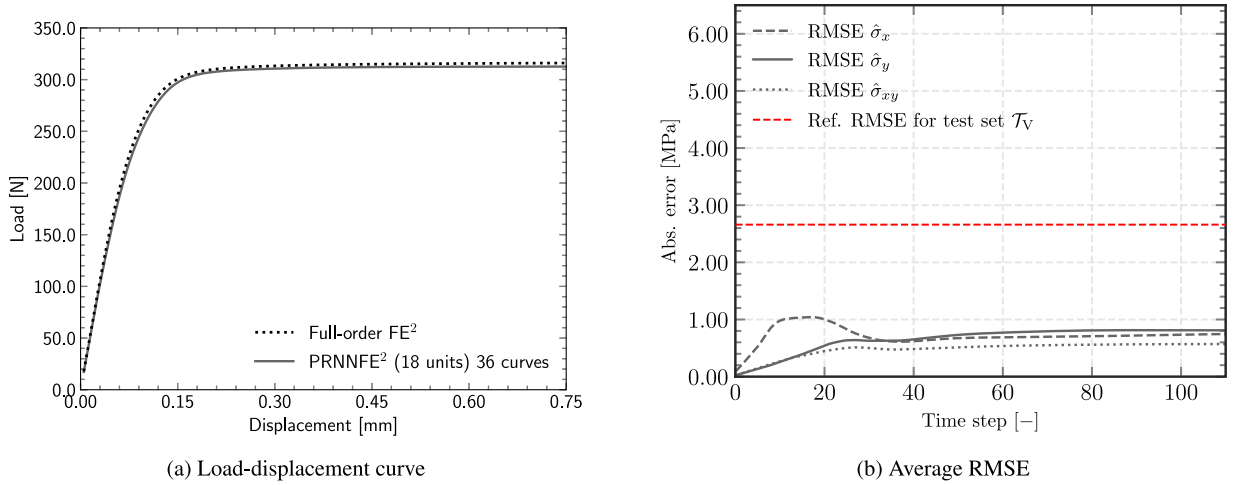 350.0
300.0
250.0
200.0
150.0
100.0
50.0
0.0
Load [N]
0.00 0.15 0.30 0.45 0.60 0.75
Displacement [mm]
Full-order FE²
PRNNFE² (18 units) 36 curves
(a) Load-displacement curve
6.00
5.00
4.00
3.00
2.00
1.00
0.00
Abs. error [MPa]
0 20 40 60 80 100
Time step [−]
RMSE σ̂x
RMSE σ̂y
RMSE σ̂xy
Ref. RMSE for test set 𝒯V
(b) Average RMSE